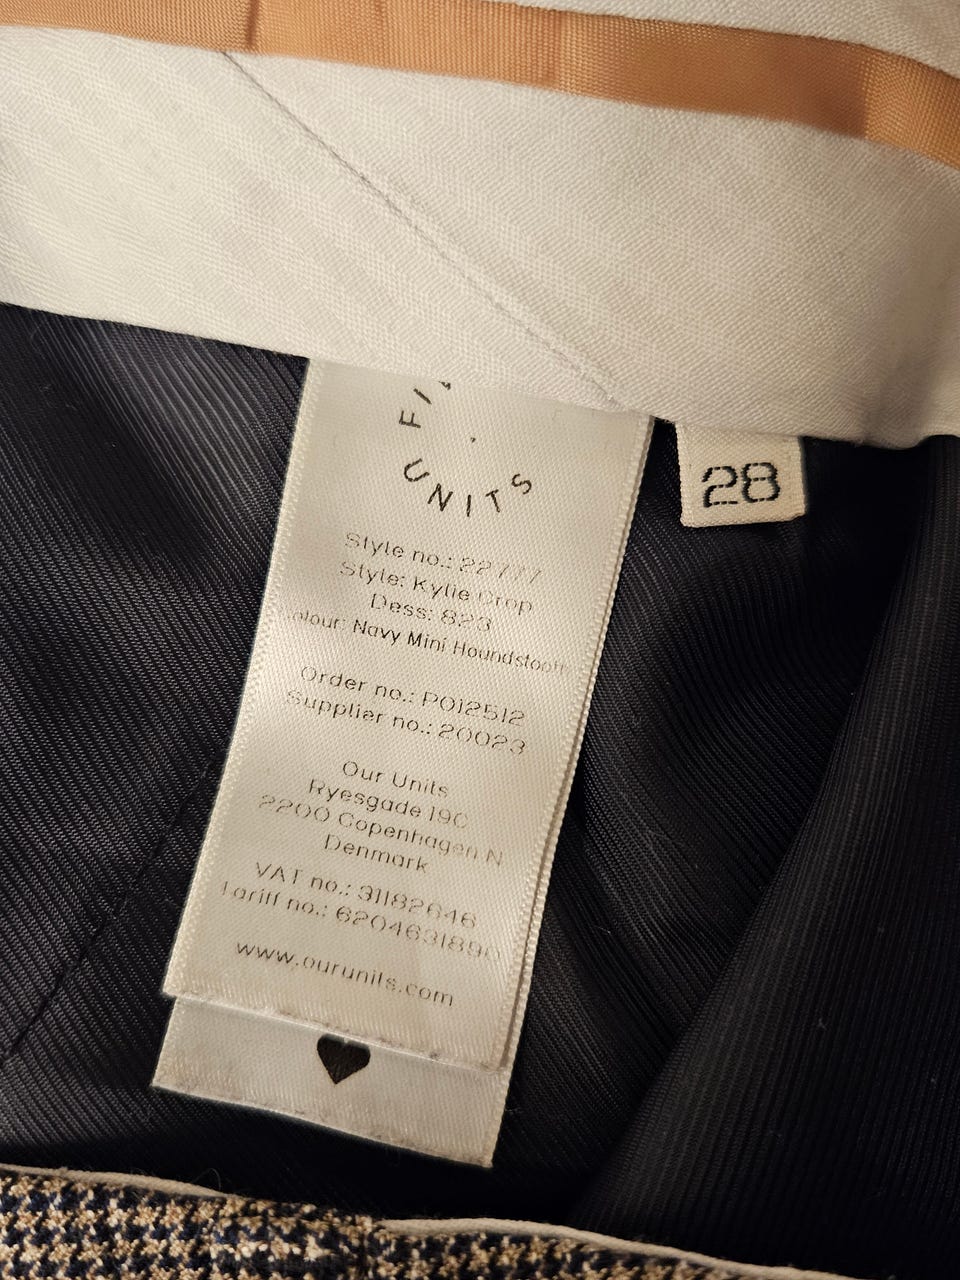 UNITS
28
Style no.: 22777
Style: Kylie Crop
Dess: 823
Navy Mini Houndstooth
Order no.: PO12512
Supplier no.: 20023
Our Units
Ryesgade 19C
2200 Copenhagen N
Denmark
VAT no.: 31182646
Tariff no.: 6204631890
www.ourunits.com